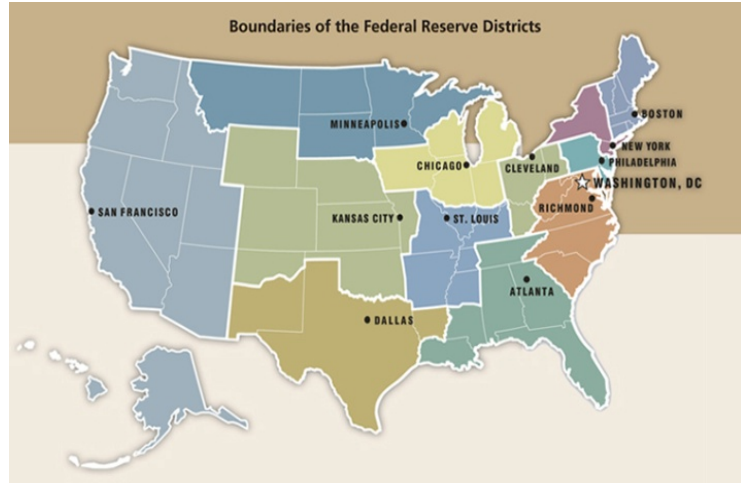 Boundaries of the Federal Reserve Districts
BOSTON
MINNEAPOLIS
NEW YORK
CHICAGO
CLEVELAND
PHILADELPHIA
WASHINGTON, DC
SAN FRANCISCO
KANSAS CITY
ST. LOUIS
RICHMOND
ATLANTA
DALLAS